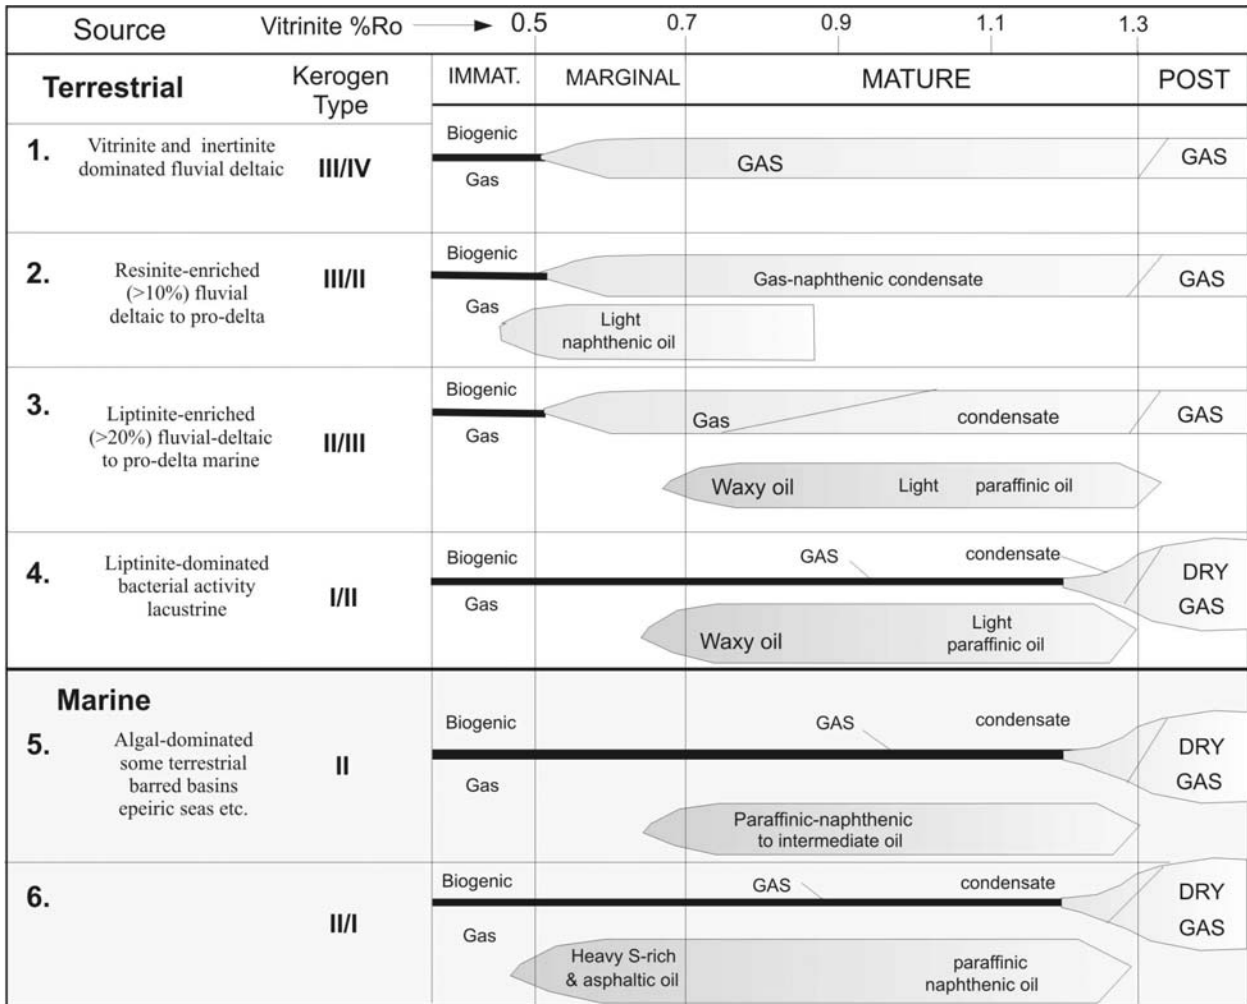 Source Vitrinite %Ro 0.5 0.7 0.9 1.1 1.3
Terrestrial Kerogen Type IMMAT. MARGINAL MATURE POST
1. Vitrinite and inertinite
dominated fluvial deltaic
III/IV
Biogenic
Gas
GAS
GAS
2. Resinite-enriched
(>10%) fluvial
deltaic to pro-delta
III/II
Biogenic
Gas
Gas-naphthenic condensate
GAS
Light
naphthenic oil
3. Liptinite-enriched
(>20%) fluvial-deltaic
to pro-delta marine
II/III
Biogenic
Gas
Gas
condensate
GAS
Waxy oil Light paraffinic oil
4. Liptinite-dominated
bacterial activity
lacustrine
I/II
Biogenic
Gas
GAS
condensate
DRY
GAS
Waxy oil
Light
paraffinic oil
Marine
5. Algal-dominated
some terrestrial
barred basins
epeiric seas etc.
II
Biogenic
Gas
GAS
condensate
DRY
GAS
Paraffinic-naphthenic
to intermediate oil
6.
II/I
Biogenic
Gas
GAS
condensate
DRY
GAS
Heavy S-rich
& asphaltic oil
paraffinic
naphthenic oil